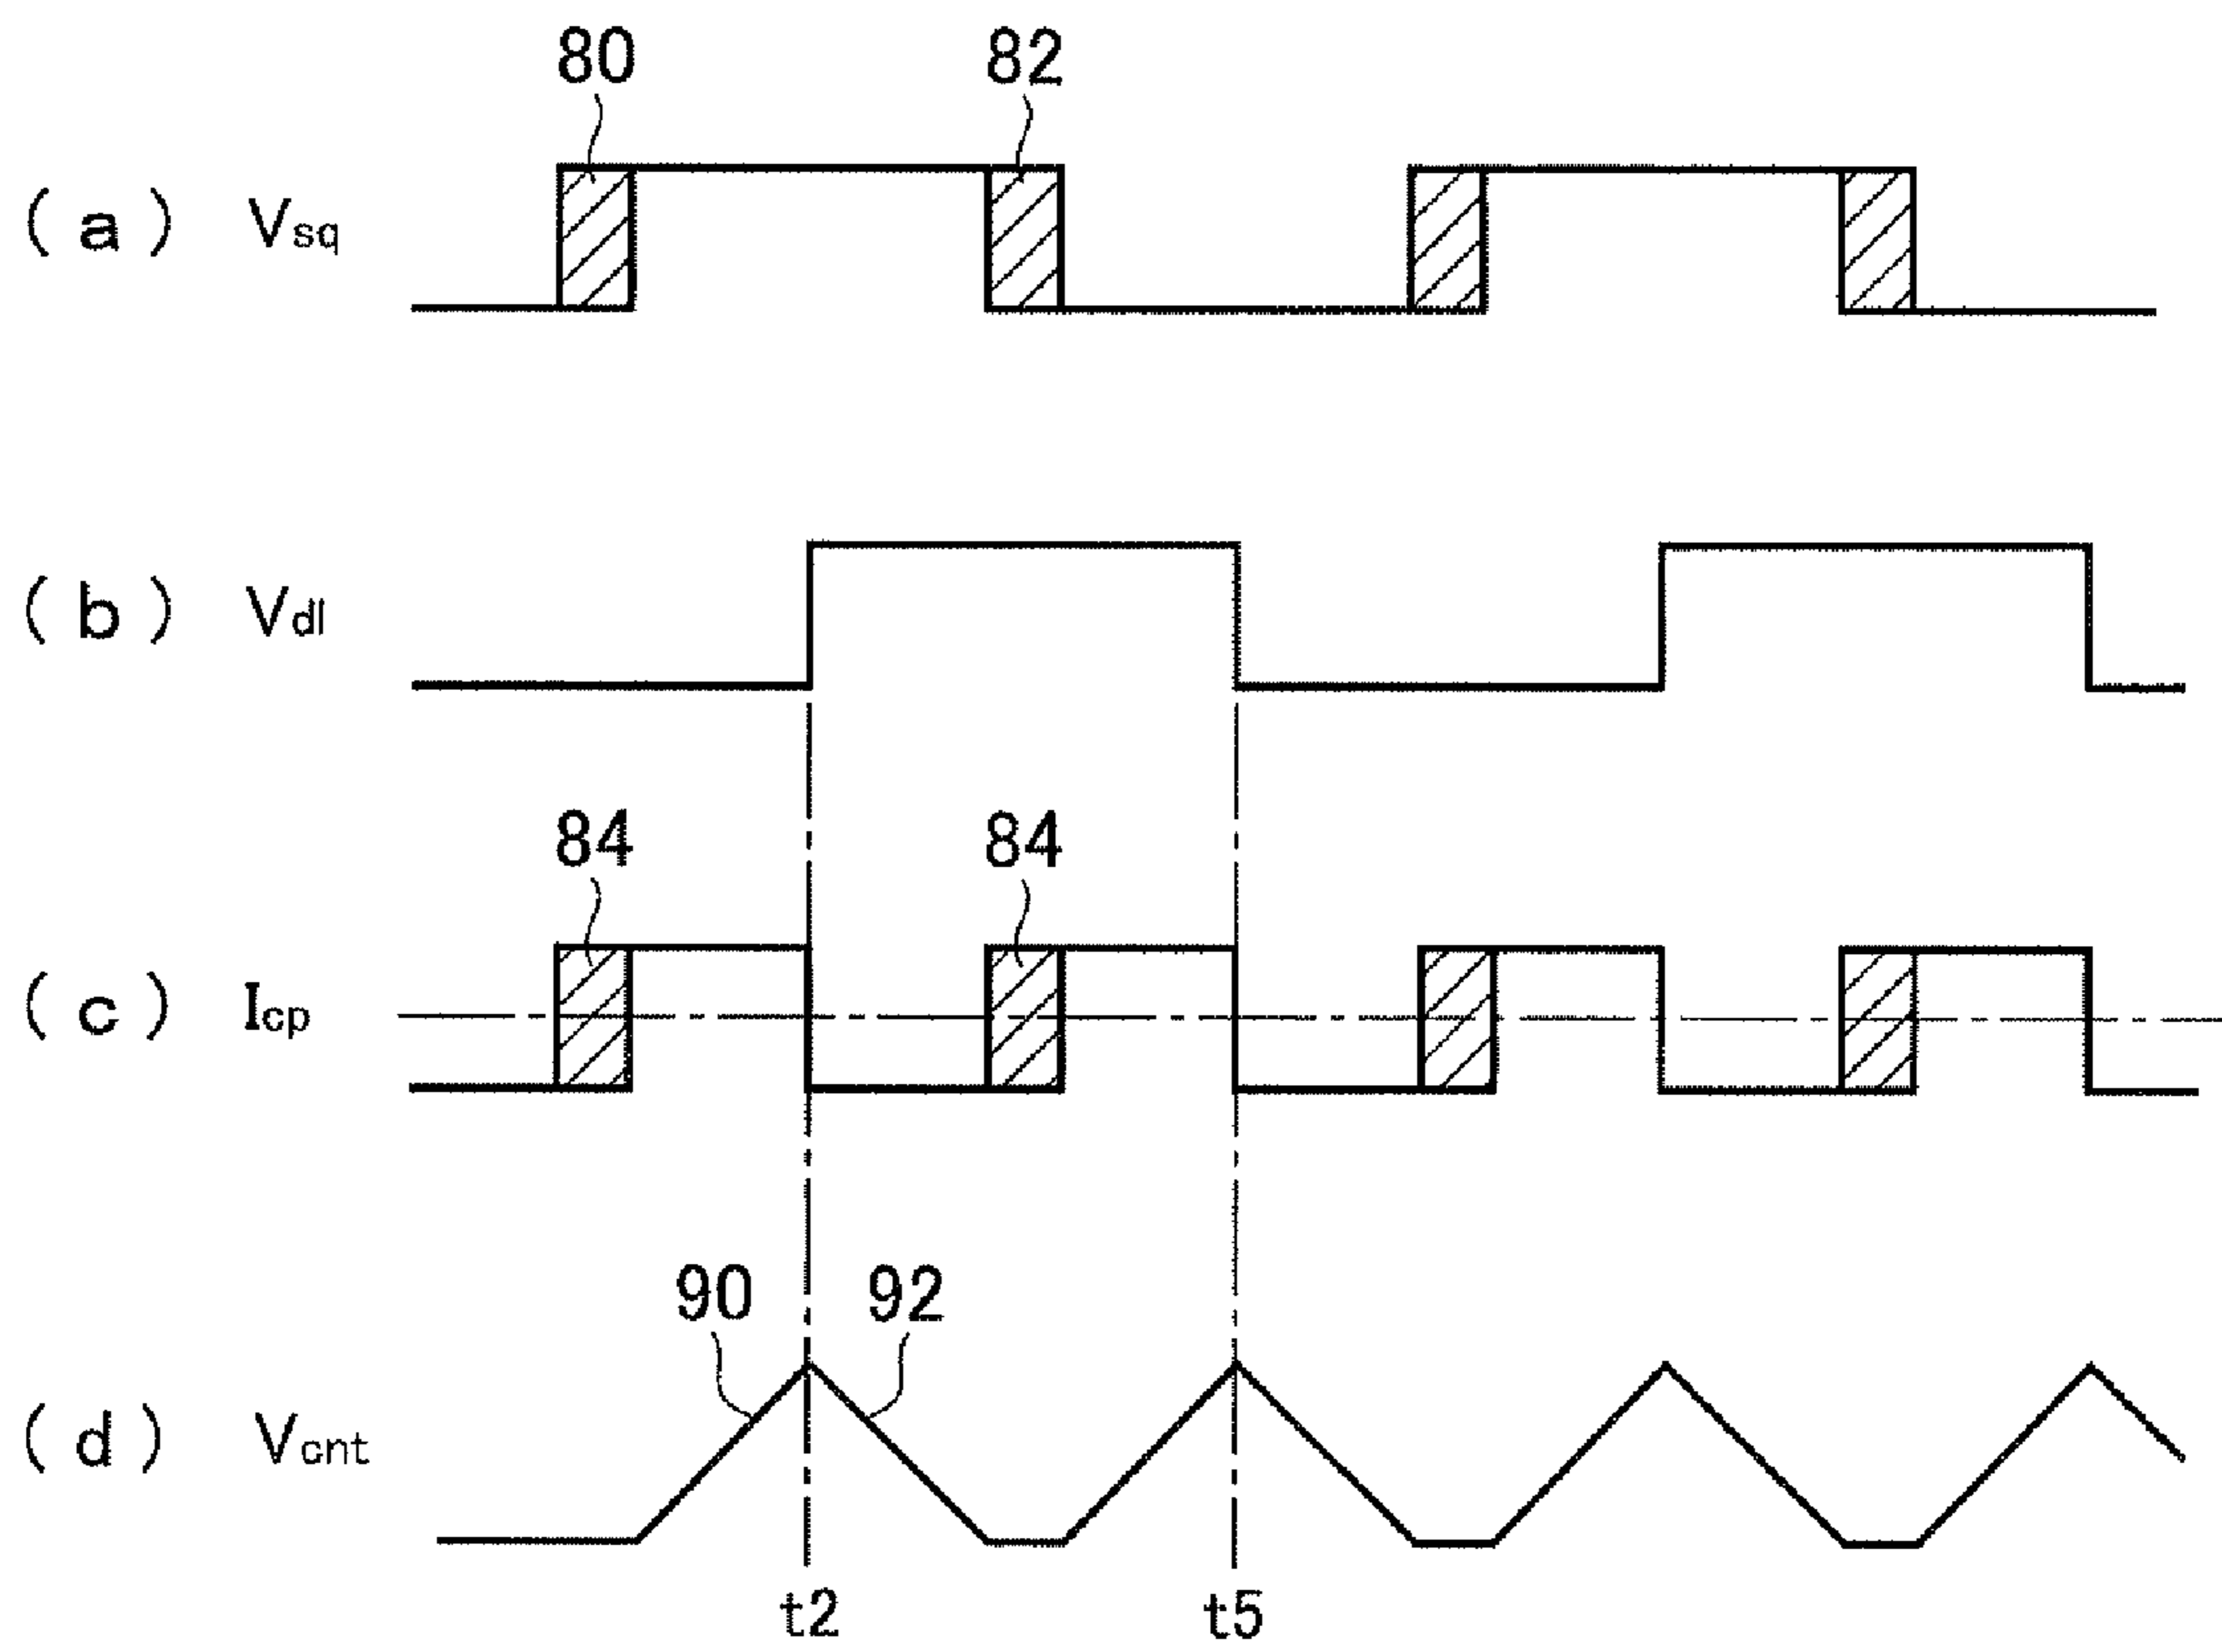 80 82
( a ) Vsq
( b ) Vdl
84 84
( c ) Icp
90 92
( d ) Vcnt
t2 t5